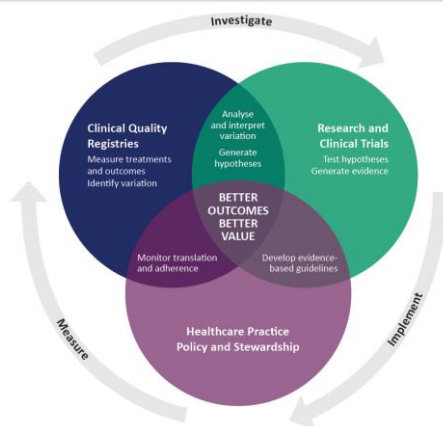 Investigate
Clinical Quality
Registries
Measure treatments
and outcomes
Identify variation
Analyse
and interpret
variation
Generate
hypotheses
Research and
Clinical Trials
Test hypotheses
Generate evidence
BETTER
OUTCOMES
BETTER
VALUE
Monitor translation
and adherence
Develop evidence-
based guidelines
Healthcare Practice
Policy and Stewardship
Measure
Implement